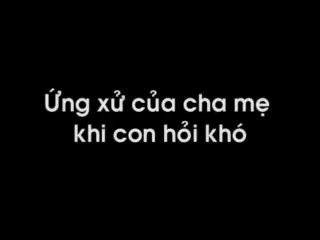 Ứng xử của cha mẹ
khi con hỏi khó